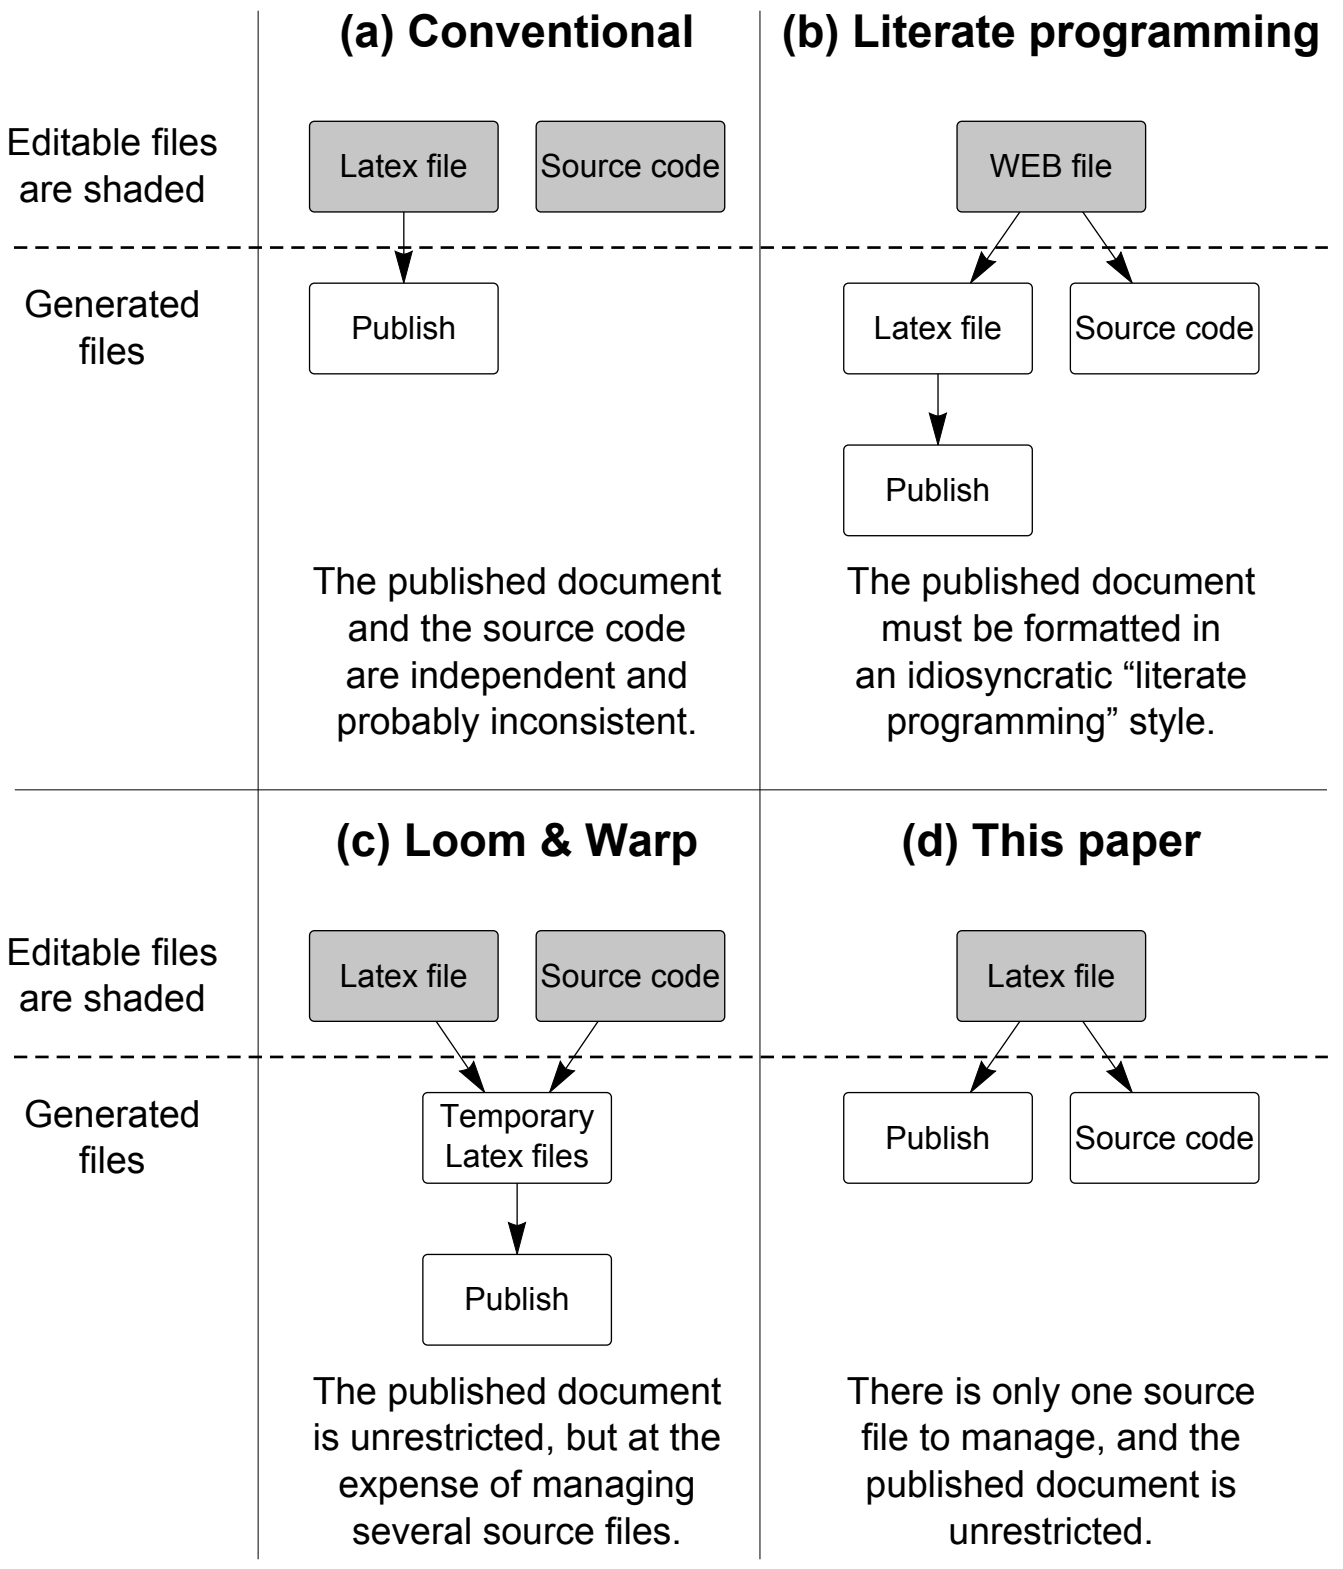 (a) Conventional
(b) Literate programming
Editable files
are shaded
Latex file
Source code
WEB file
Generated
files
Publish
Latex file
Source code
Publish
The published document
and the source code
are independent and
probably inconsistent.
The published document
must be formatted in
an idiosyncratic “literate
programming” style.
(c) Loom & Warp
(d) This paper
Editable files
are shaded
Latex file
Source code
Latex file
Generated
files
Temporary
Latex files
Publish
Source code
Publish
The published document
is unrestricted, but at the
expense of managing
several source files.
There is only one source
file to manage, and the
published document is
unrestricted.